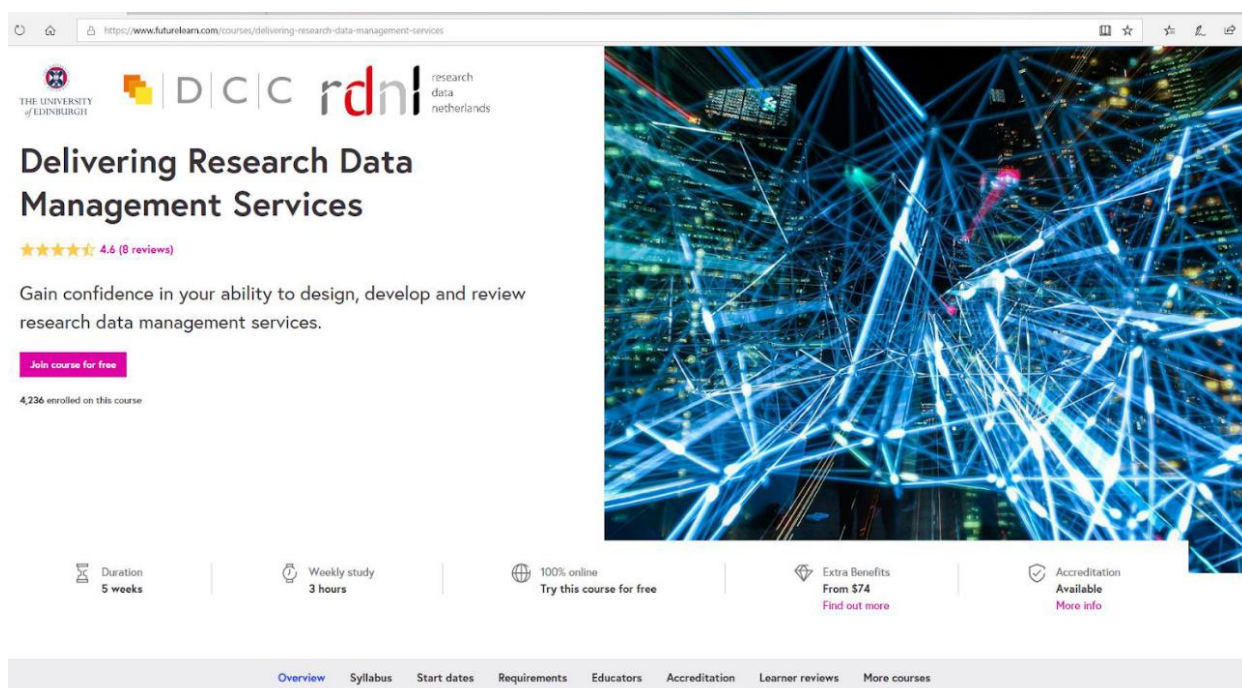 https://www.futurelearn.com/courses/delivering-research-data-management-services
THE UNIVERSITY
of EDINBURGH
DCC
rdnl
research
data
netherlands
Delivering Research Data
Management Services
4.6 (8 reviews)
Gain confidence in your ability to design, develop and review
research data management services.
Join course for free
4,236 enrolled on this course
Duration
5 weeks
Weekly study
3 hours
100% online
Try this course for free
Extra Benefits
From $74
Find out more
Accreditation
Available
More info
Overview Syllabus Start dates Requirements Educators Accreditation Learner reviews More courses